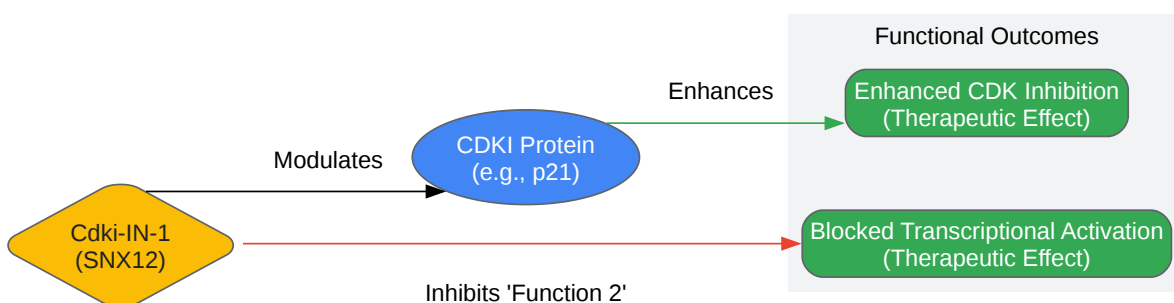 Functional Outcomes
Enhances
Enhanced CDK Inhibition
(Therapeutic Effect)
Modulates
CDKI Protein
(e.g., p21)
Cdki-IN-1
(SNX12)
Blocked Transcriptional Activation
(Therapeutic Effect)
Inhibits 'Function 2'